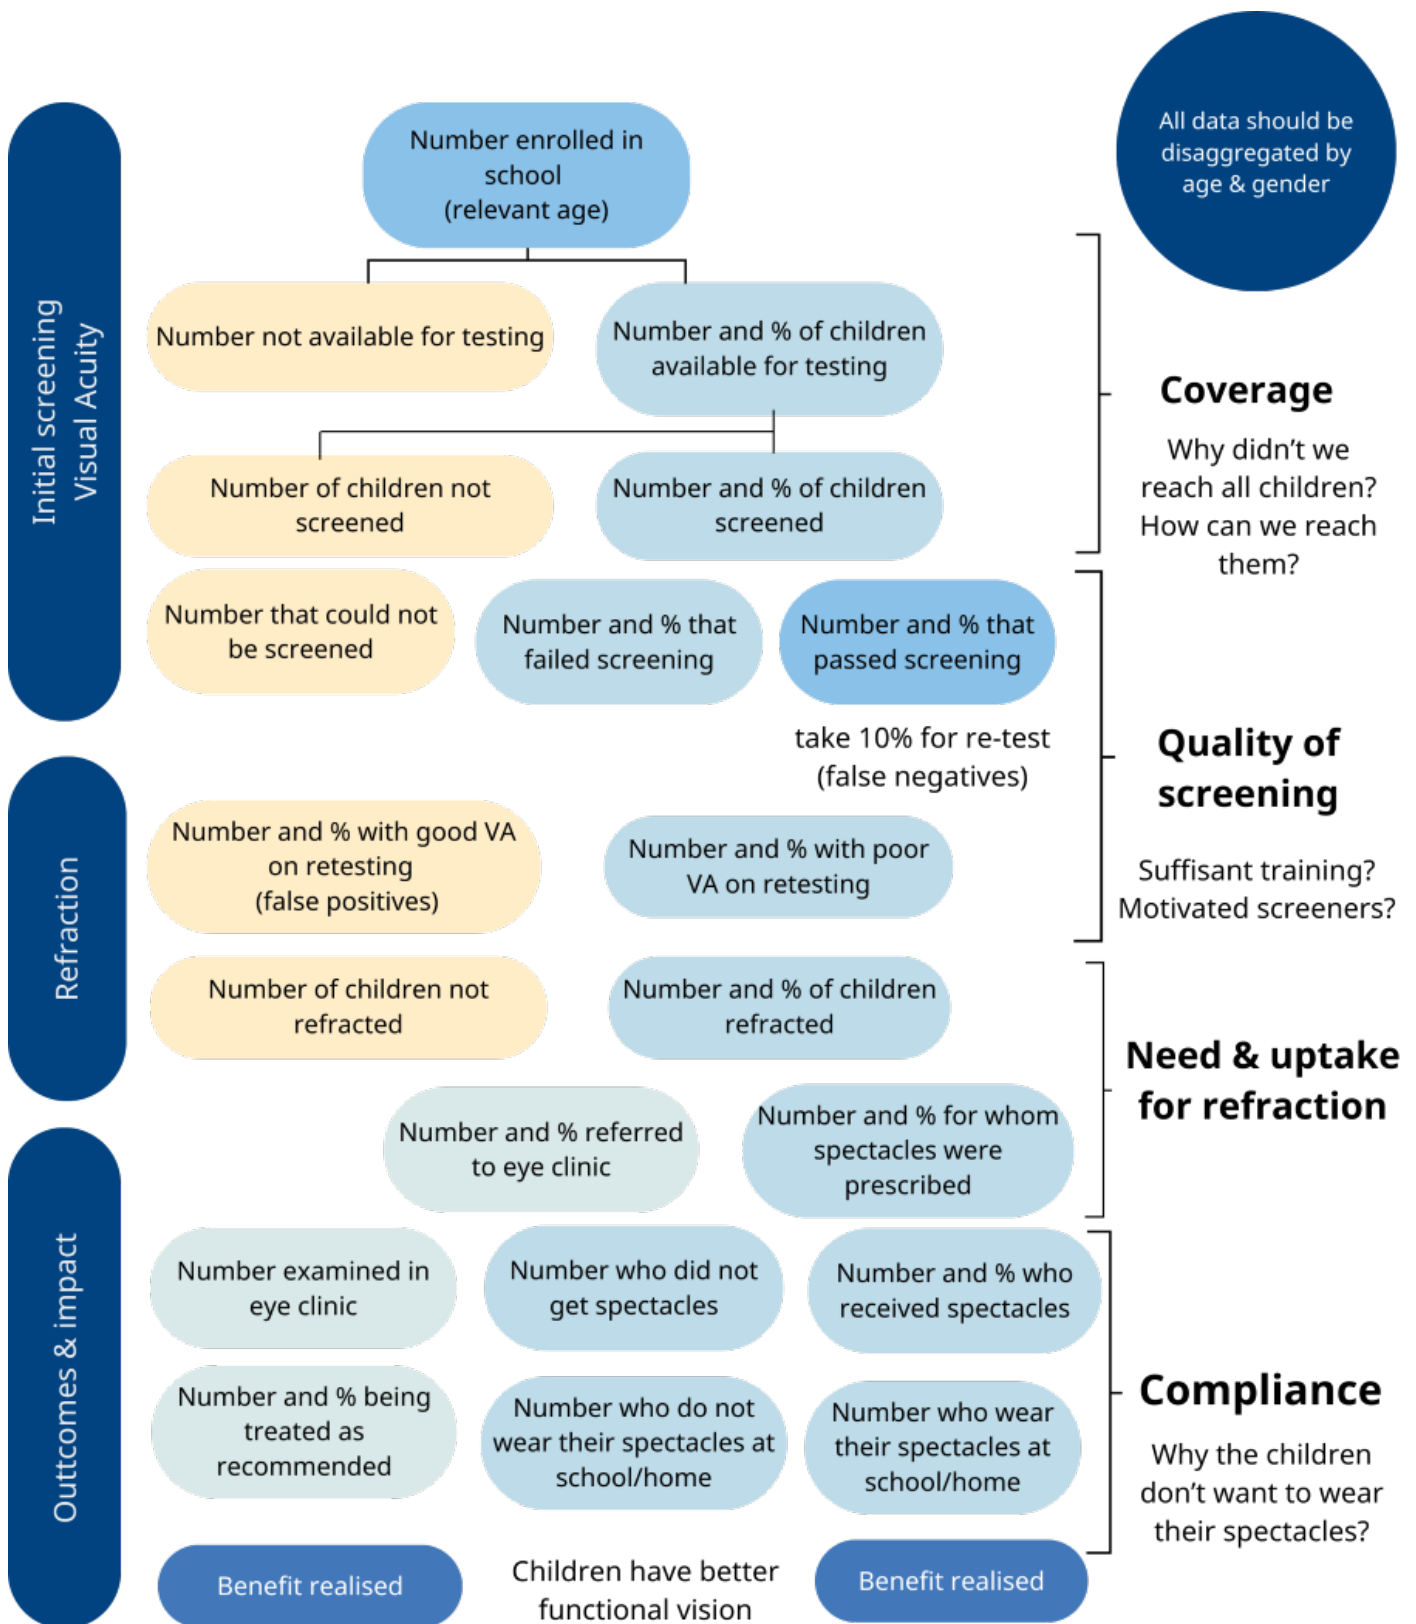 All data should be
disaggregated by
age & gender
Initial screening
Visual Acuity
Number enrolled in
school
(relevant age)
Number not available for testing
Number and % of children
available for testing
Number of children not
screened
Number and % of children
screened
Coverage
Why didn't we
reach all children?
How can we reach
them?
Number that could not
be screened
Number and % that
failed screening
Number and % that
passed screening
take 10% for re-test
(false negatives)
Quality of
screening
Suffisant training?
Motivated screeners?
Refraction
Number and % with good VA
on retesting
(false positives)
Number and % with poor
VA on retesting
Number of children not
refracted
Number and % of children
refracted
Need & uptake
for refraction
Number and % referred
to eye clinic
Number and % for whom
spectacles were
prescribed
Outtcomes & impact
Number examined in
eye clinic
Number who did not
get spectacles
Number and % who
received spectacles
Number and % being
treated as
recommended
Number who do not
wear their spectacles at
school/home
Number who wear
their spectacles at
school/home
Compliance
Why the children
don't want to wear
their spectacles?
Benefit realised
Children have better
functional vision
Benefit realised